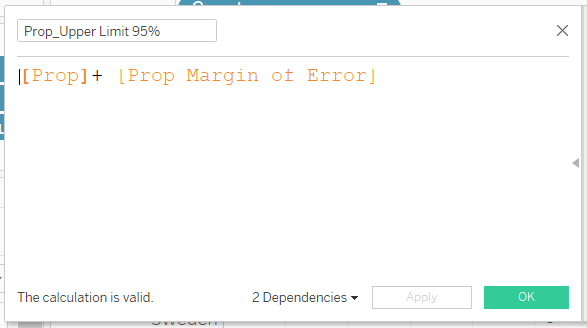 Prop_Upper Limit 95%
[Prop]+ [Prop Margin of Error]
The calculation is valid.
2 Dependencies
Apply
OK
Sweden